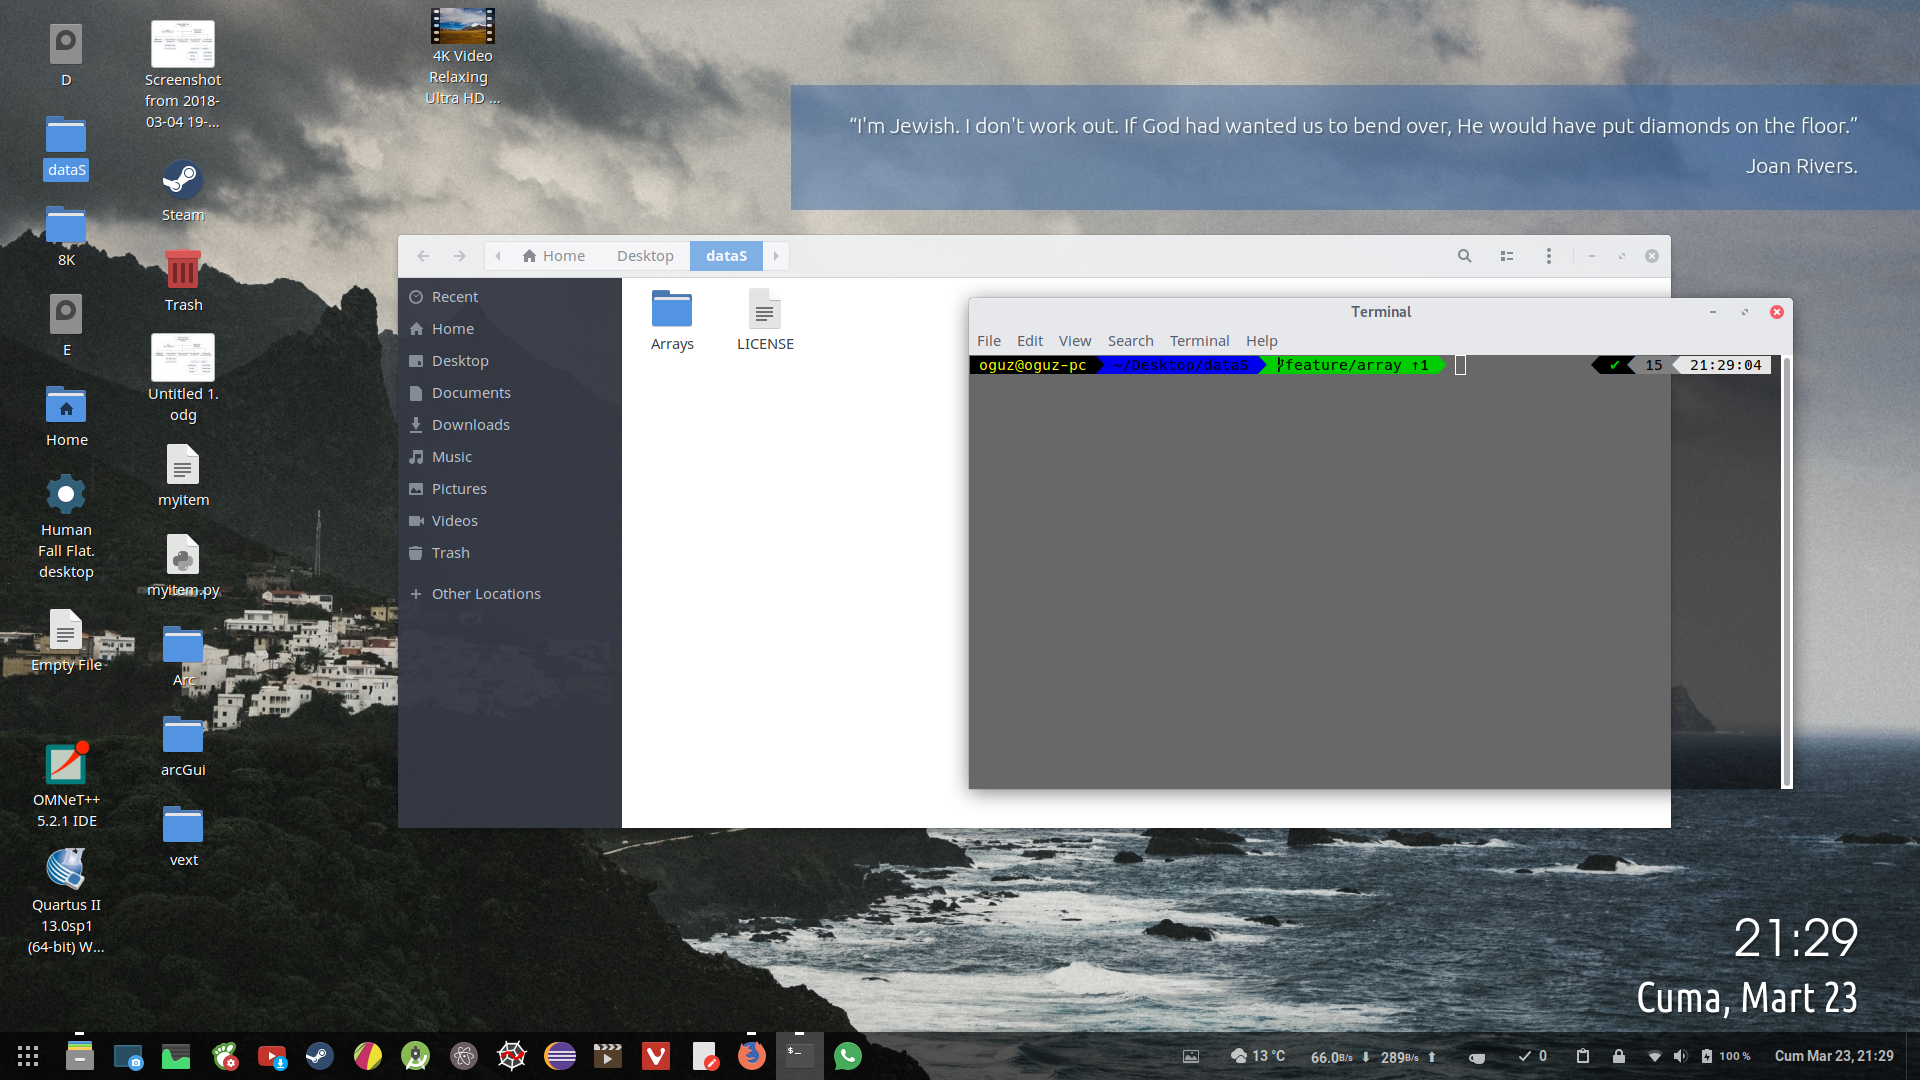 D
dataS
8K
E
Home
Human
Fall Flat.
desktop
Empty File
OMNeT++
5.2.1 IDE
Quartus II
13.0sp1
(64-bit) W...
Screenshot
from 2018-
03-04 19-...
Steam
Trash
Untitled 1.
odg
myitem
myitem.py
Arc
arcGui
vext
4K Video
Relaxing
Ultra HD ...
“I'm Jewish. I don't work out. If God had wanted us to bend over, He would have put diamonds on the floor.”
Joan Rivers.
Home Desktop dataS
Recent
Home
Desktop
Documents
Downloads
Music
Pictures
Videos
Trash
Other Locations
Arrays
LICENSE
Terminal
File Edit View Search Terminal Help
oguz@oguz-pc ~/Desktop/dataS feature/array ↑1 ✔ 15 21:29:04
21:29
Cuma, Mart 23
13 °C 66.0B/s ⬇ 289B/s ⬆ 0 100 % Cum Mar 23, 21:29